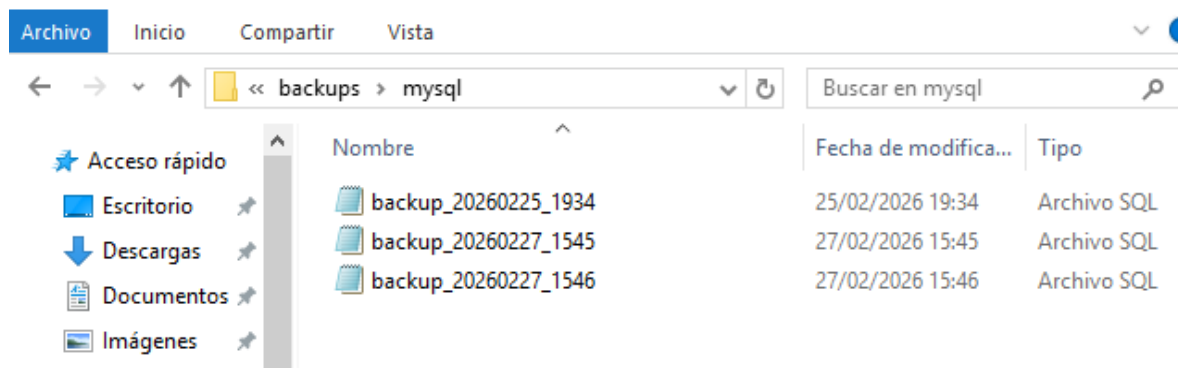 Archivo Inicio Compartir Vista
« backups > mysql Buscar en mysql
Nombre Fecha de modifica... Tipo
Acceso rápido
Escritorio
Descargas
Documentos
Imágenes
backup_20260225_1934 25/02/2026 19:34 Archivo SQL
backup_20260227_1545 27/02/2026 15:45 Archivo SQL
backup_20260227_1546 27/02/2026 15:46 Archivo SQL